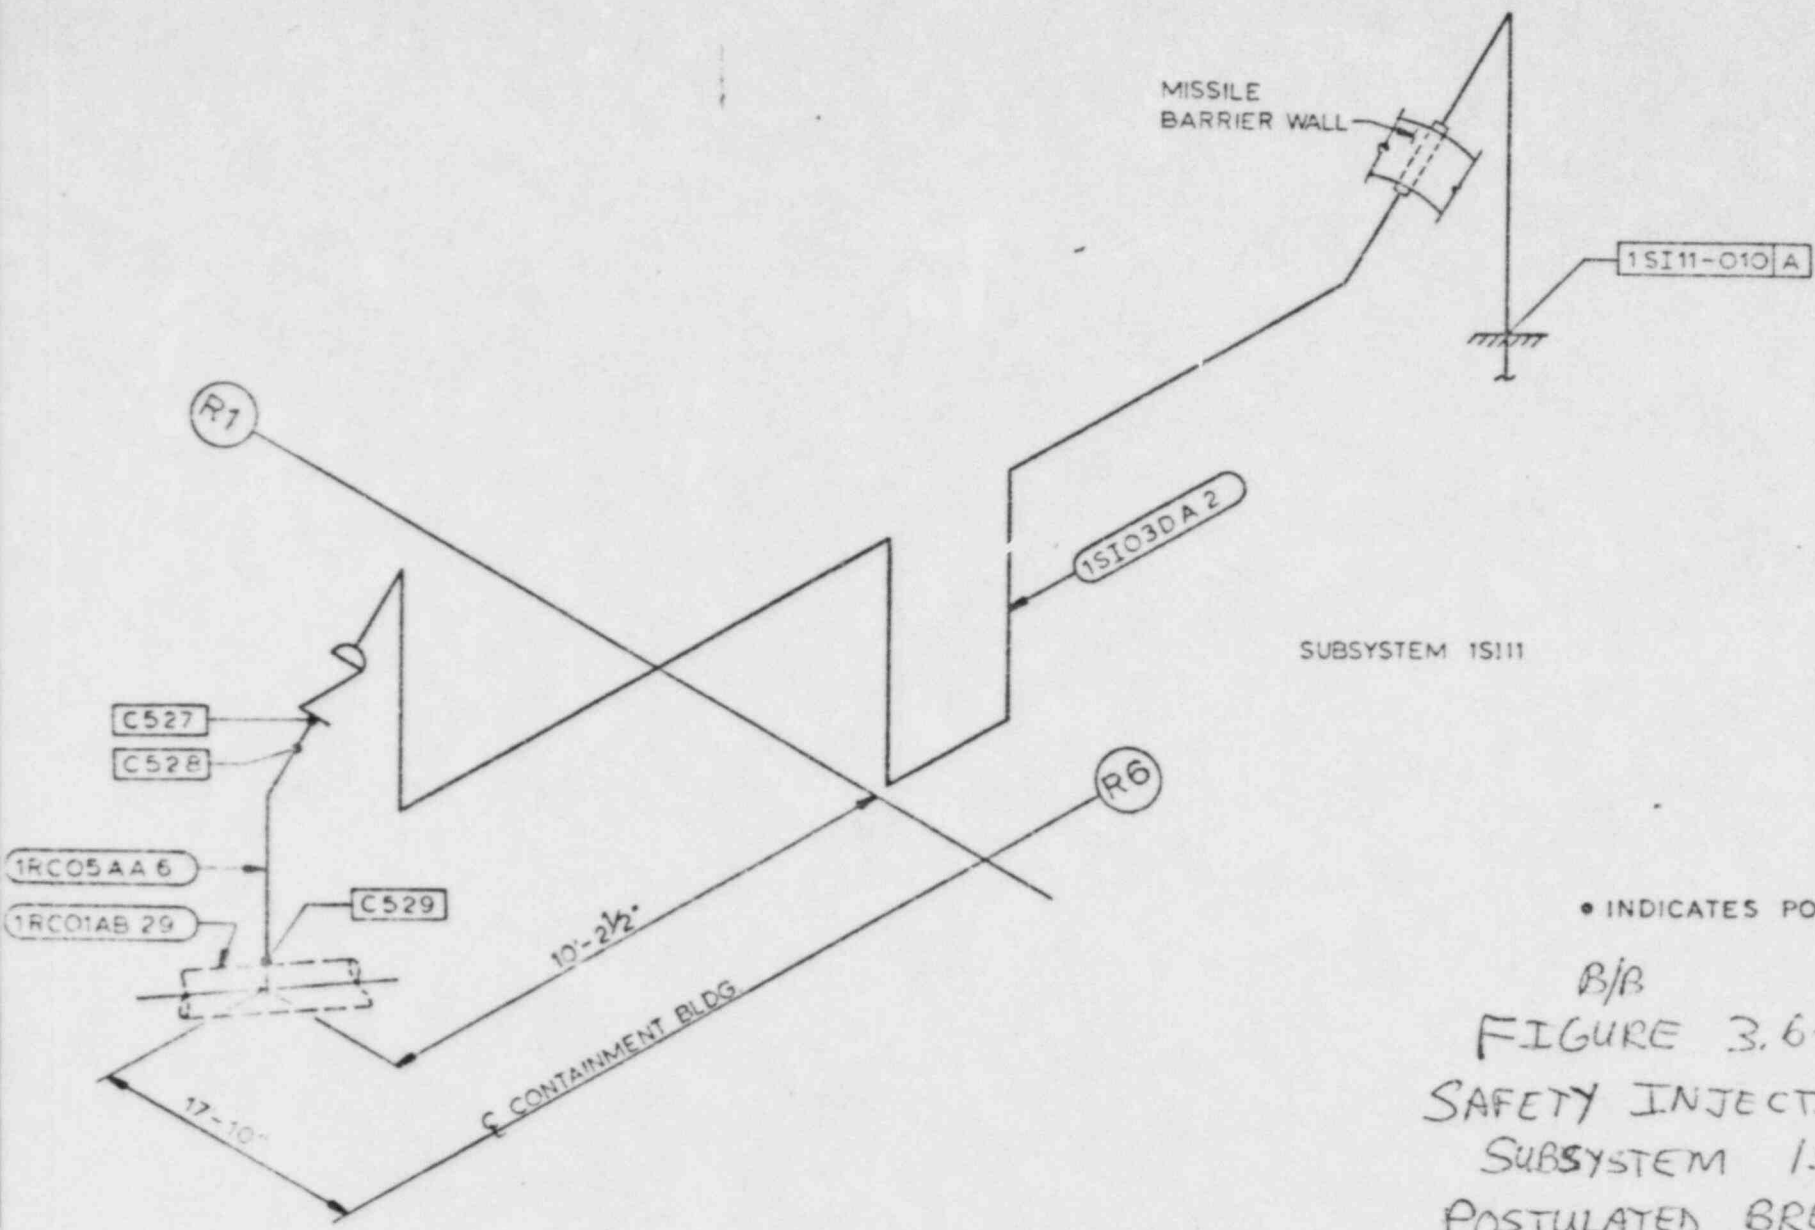 MISSILE
BARRIER WALL
1SI11-010 A
R1
1SI03DA 2
SUBSYSTEM 1SI11
C527
C528
R6
1RC05AA 6
C529
1RC01AB 29
• INDICATES PO
10'-2½"
B/B
℄ CONTAINMENT BLDG
FIGURE 3.6
SAFETY INJECT
17-10"
SUBSYSTEM 1
POSTULATED BR